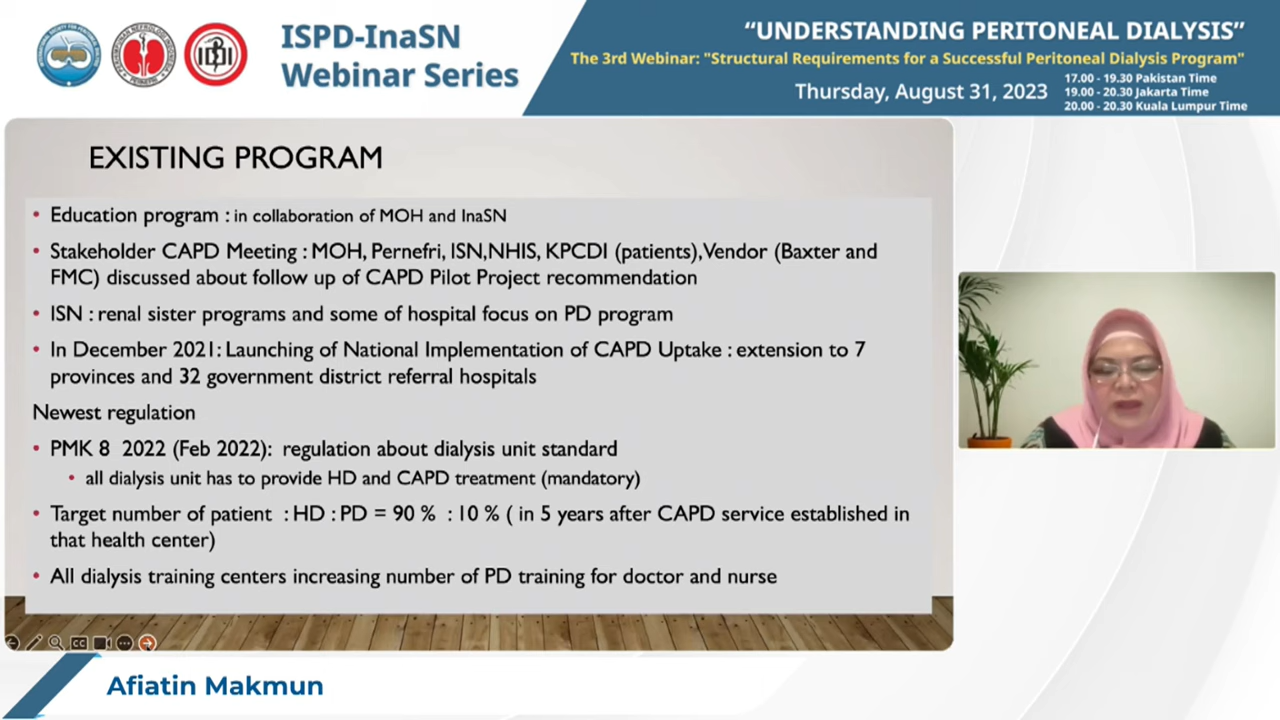 ISPD-InaSN
Webinar Series
“UNDERSTANDING PERITONEAL DIALYSIS”
The 3rd Webinar: "Structural Requirements for a Successful Peritoneal Dialysis Program"
Thursday, August 31, 2023
17.00 - 19.30 Pakistan Time
19.00 - 20.30 Jakarta Time
20.00 - 20.30 Kuala Lumpur Time
EXISTING PROGRAM
• Education program : in collaboration of MOH and InaSN
• Stakeholder CAPD Meeting : MOH, Pernefri, ISN,NHIS, KPCDI (patients),Vendor (Baxter and
FMC) discussed about follow up of CAPD Pilot Project recommendation
• ISN : renal sister programs and some of hospital focus on PD program
• In December 2021: Launching of National Implementation of CAPD Uptake : extension to 7
provinces and 32 government district referral hospitals
Newest regulation
• PMK 8 2022 (Feb 2022): regulation about dialysis unit standard
• all dialysis unit has to provide HD and CAPD treatment (mandatory)
• Target number of patient : HD : PD = 90 % : 10 % ( in 5 years after CAPD service established in
that health center)
• All dialysis training centers increasing number of PD training for doctor and nurse
CC
Afiatin Makmun